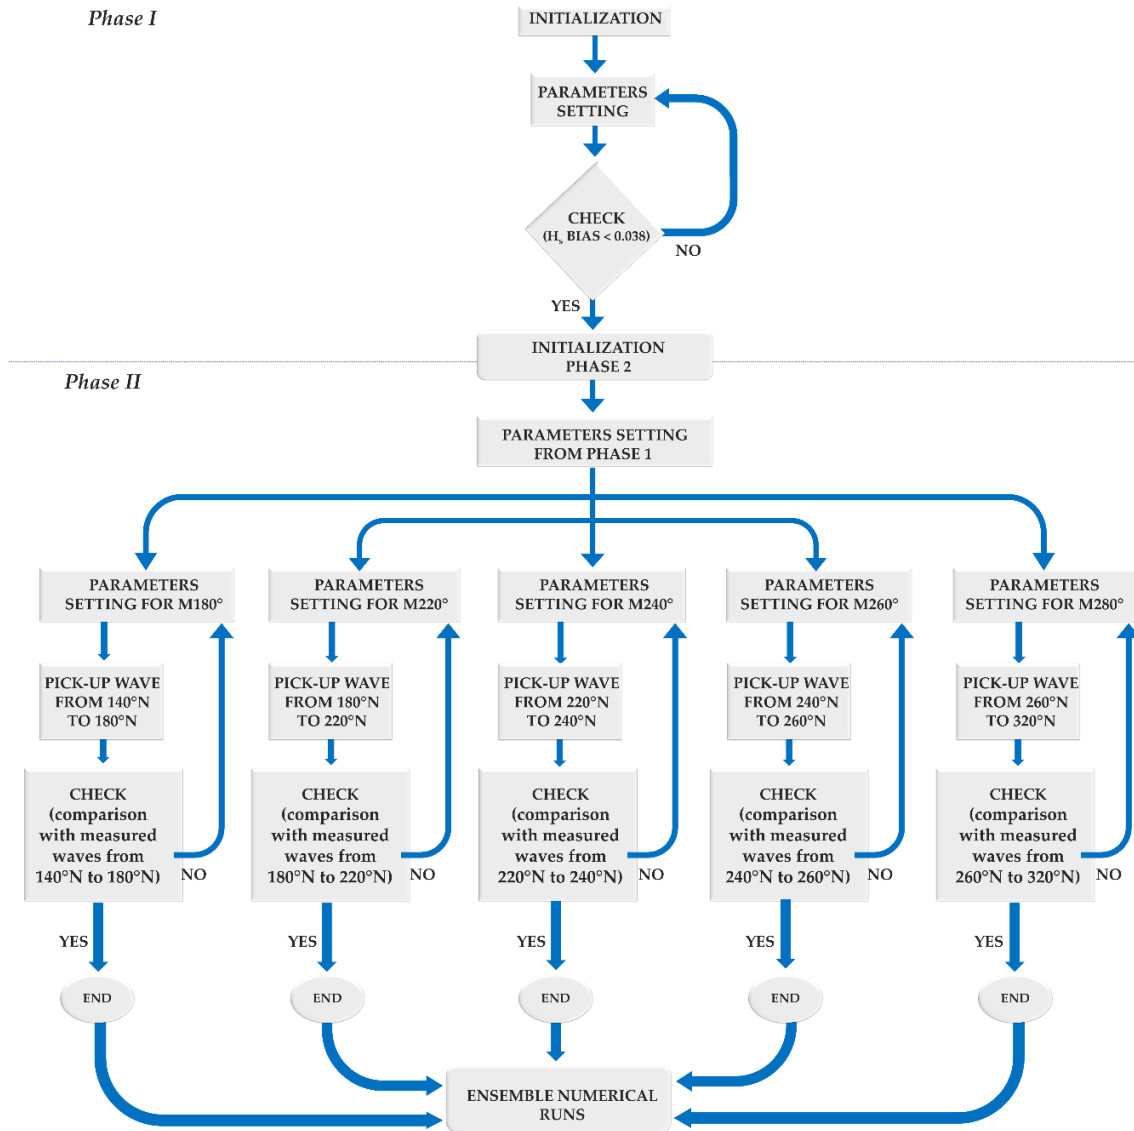 Phase I
INITIALIZATION
PARAMETERS
SETTING
CHECK
(Hs BIAS < 0.038)
NO
YES
INITIALIZATION
PHASE 2
Phase II
PARAMETERS SETTING
FROM PHASE 1
PARAMETERS
SETTING FOR M180°
PICK-UP WAVE
FROM 140°N
TO 180°N
CHECK
(comparison
with measured
waves from
140°N to 180°N)
NO
YES
END
PARAMETERS
SETTING FOR M220°
PICK-UP WAVE
FROM 180°N
TO 220°N
CHECK
(comparison
with measured
waves from
180°N to 220°N)
NO
YES
END
PARAMETERS
SETTING FOR M240°
PICK-UP WAVE
FROM 220°N
TO 240°N
CHECK
(comparison
with measured
waves from
220°N to 240°N)
NO
YES
END
PARAMETERS
SETTING FOR M260°
PICK-UP WAVE
FROM 240°N
TO 260°N
CHECK
(comparison
with measured
waves from
240°N to 260°N)
NO
YES
END
PARAMETERS
SETTING FOR M280°
PICK-UP WAVE
FROM 260°N
TO 320°N
CHECK
(comparison
with measured
waves from
260°N to 320°N)
NO
YES
END
ENSEMBLE NUMERICAL
RUNS